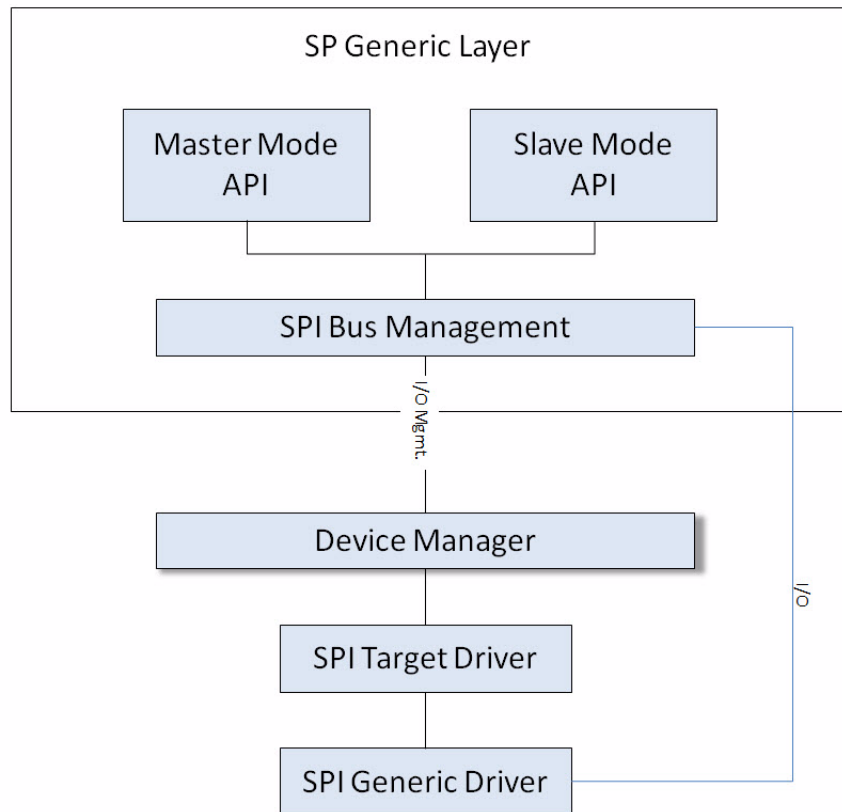 SP Generic Layer
Master Mode
API
Slave Mode
API
SPI Bus Management
I/O Mgmt.
Device Manager
I/O
SPI Target Driver
SPI Generic Driver